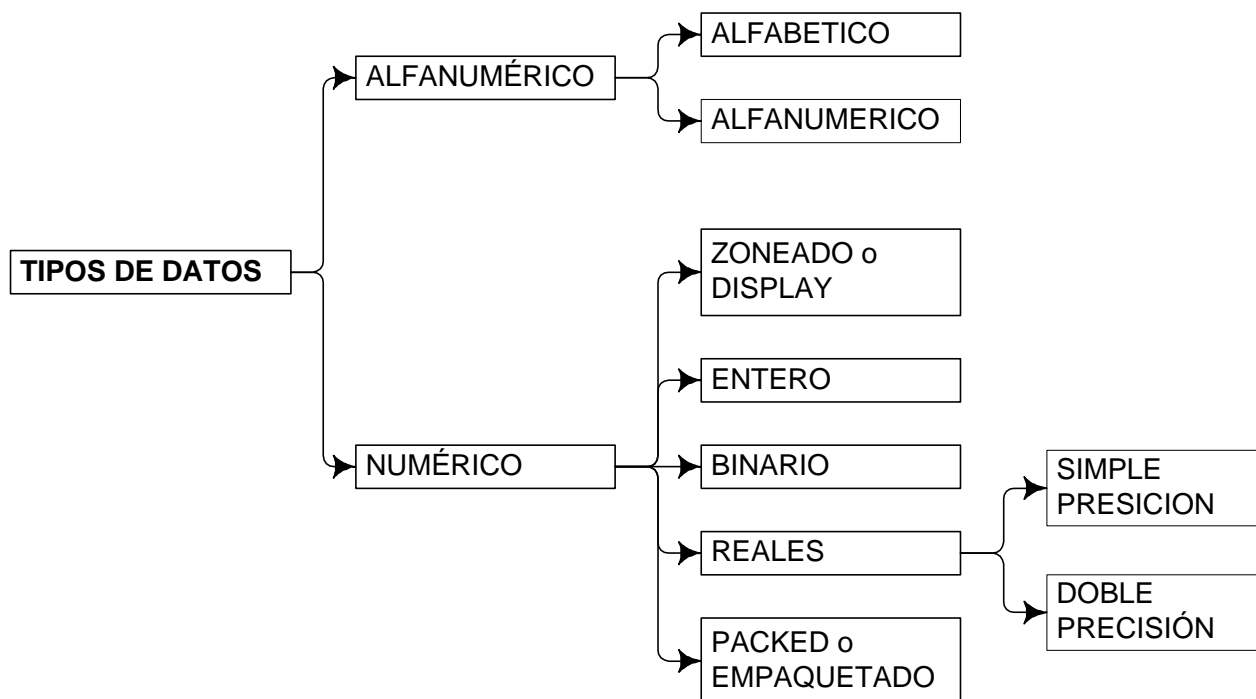 TIPOS DE DATOS
ALFANUMÉRICO
ALFABETICO
ALFANUMERICO
NUMÉRICO
ZONEADO o
DISPLAY
ENTERO
BINARIO
REALES
SIMPLE
PRESICION
DOBLE
PRECISIÓN
PACKED o
EMPAQUETADO